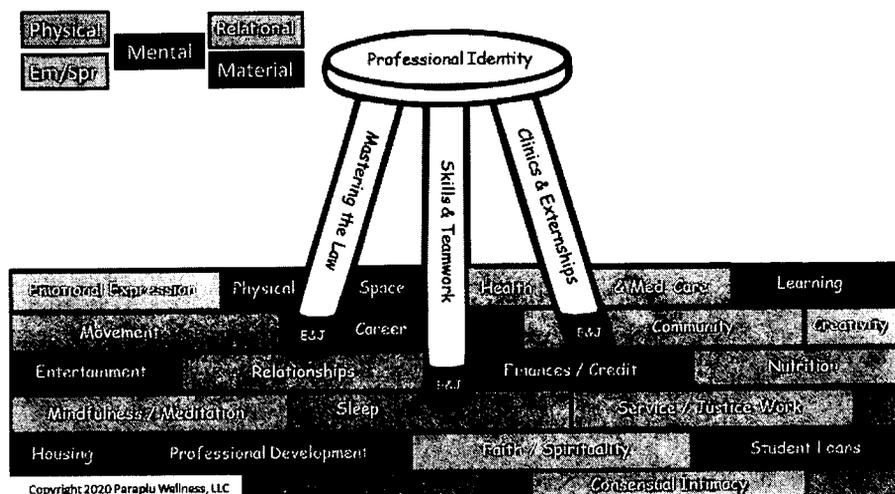 Physical
Relational
Mental
Em/Spr
Material
Professional Identity
Mastering the Law
Skills & Teamwork
Clinics & Externships
Emotional Expression
Physical Space
Health & Med. Care
Learning
Movement
E&J
Career
E&J
Community
Creativity
Entertainment
Relationships
E&J
Finances / Credit
Nutrition
Mindfulness / Meditation
Sleep
Service / Justice Work
Housing
Professional Development
Faith / Spirituality
Student Loans
Copyright 2020 Paraplu Wellness, LLC
Consensual Intimacy